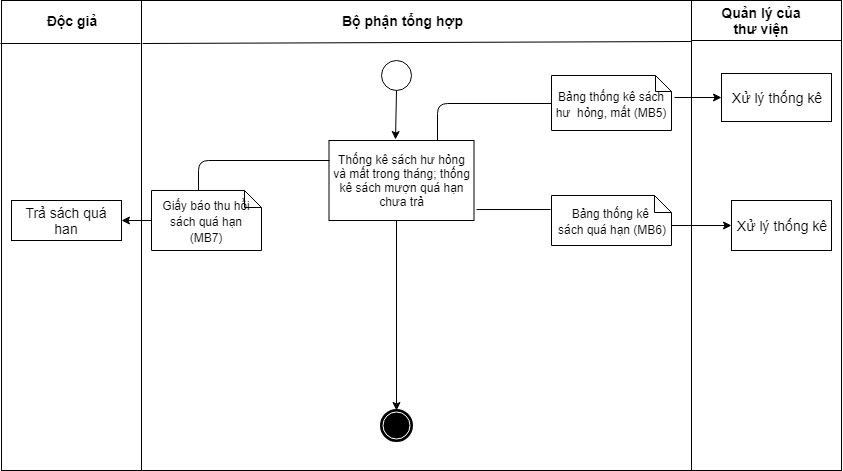 Độc giả
Bộ phận tổng hợp
Quản lý của
thư viện
Bảng thống kê sách
hư hỏng, mất (MB5)
Xử lý thống kê
Thống kê sách hư hỏng
và mất trong tháng; thống
kê sách mượn quá hạn
chưa trả
Giấy báo thu hồi
sách quá hạn
(MB7)
Trả sách quá
han
Bảng thống kê
sách quá hạn (MB6)
Xử lý thống kê